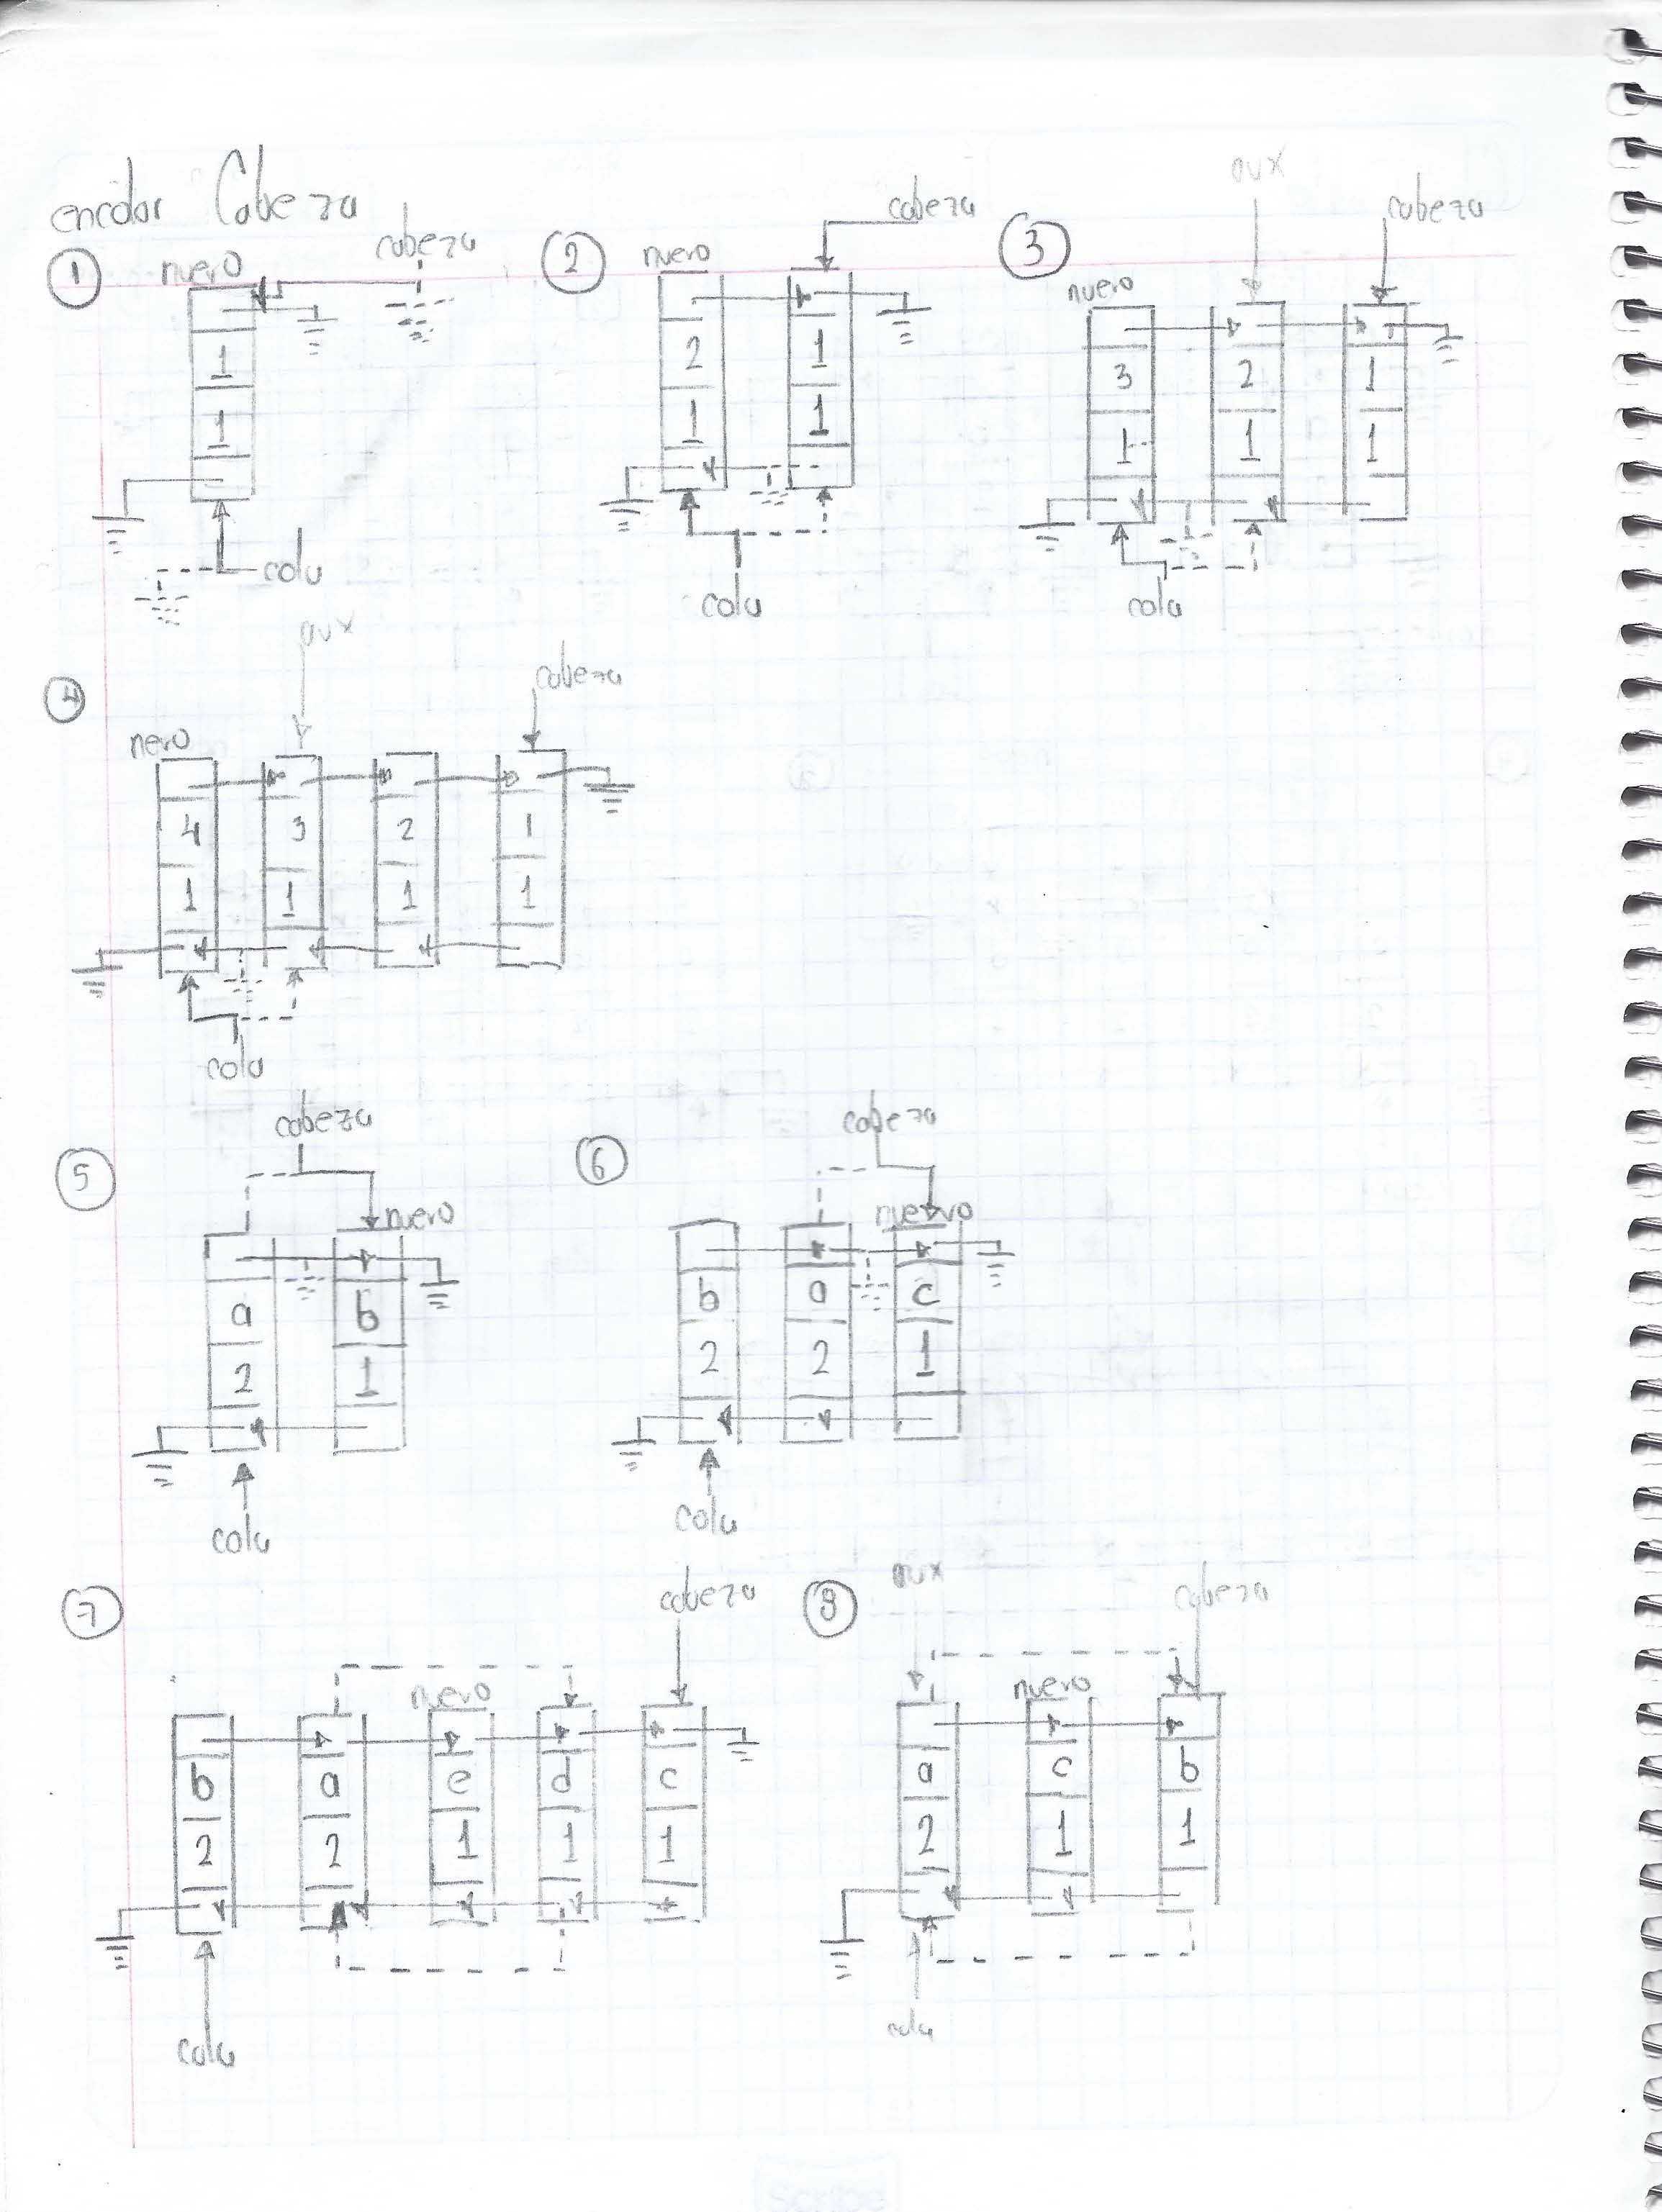 encolar Cabeza
1 nuevo cabeza
1
1
cola
2 nuevo cabeza
2 1
1 1
cola
3 nuevo aux cabeza
3 2 1
1 1 1
cola
4 nevo aux cabeza
4 3 2 1
1 1 1 1
cola
5 cabeza
nuevo
a b
2 1
cola
6 cabeza
nuevo
b a c
2 2 1
cola
7 cabeza
nuevo
b a e d c
2 2 1 1 1
cola
8 aux cabeza
nuevo
a c b
2 1 1
cola
Scribe